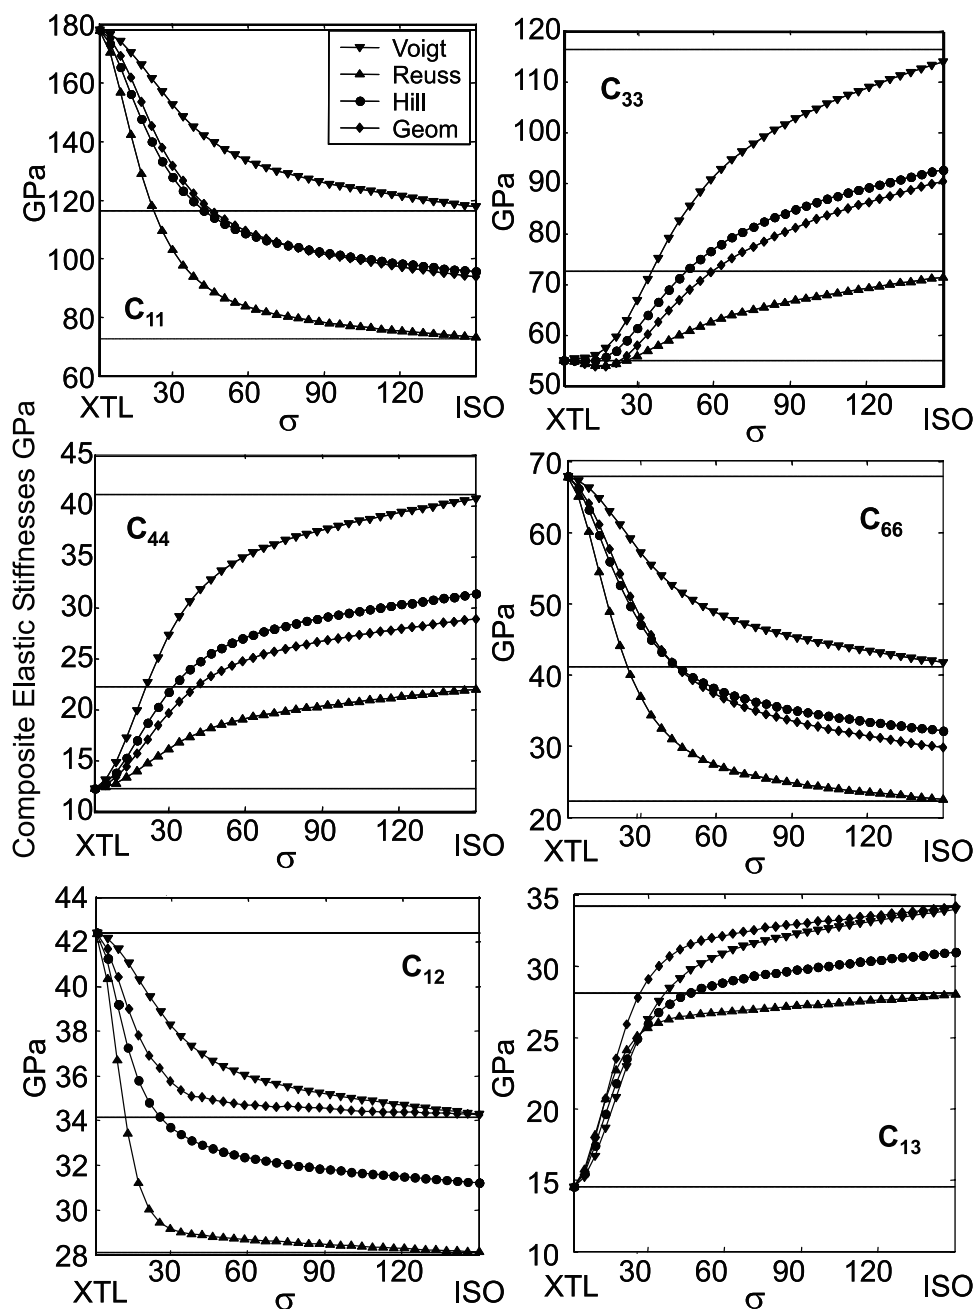 Composite Elastic Stiffnesses GPa
180
160
140
120
100
80
60
GPa
Voigt
Reuss
Hill
Geom
C11
30 60 90 120
XTL σ ISO
120
110
100
90
80
70
60
50
GPa
C33
30 60 90 120
XTL σ ISO
45
40
35
30
25
20
15
10
C44
30 60 90 120
XTL σ ISO
70
60
50
40
30
20
GPa
C66
30 60 90 120
XTL σ ISO
44
42
40
38
36
34
31
30
28
GPa
C12
30 60 90 120
XTL σ ISO
35
30
25
20
15
10
GPa
C13
30 60 90 120
XTL σ ISO